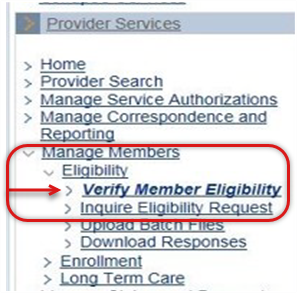 Provider Services
Home
Provider Search
Manage Service Authorizations
Manage Correspondence and
Reporting
Manage Members
Eligibility
Verify Member Eligibility
Inquire Eligibility Request
Upload Batch Files
Download Responses
Enrollment
Long Term Care